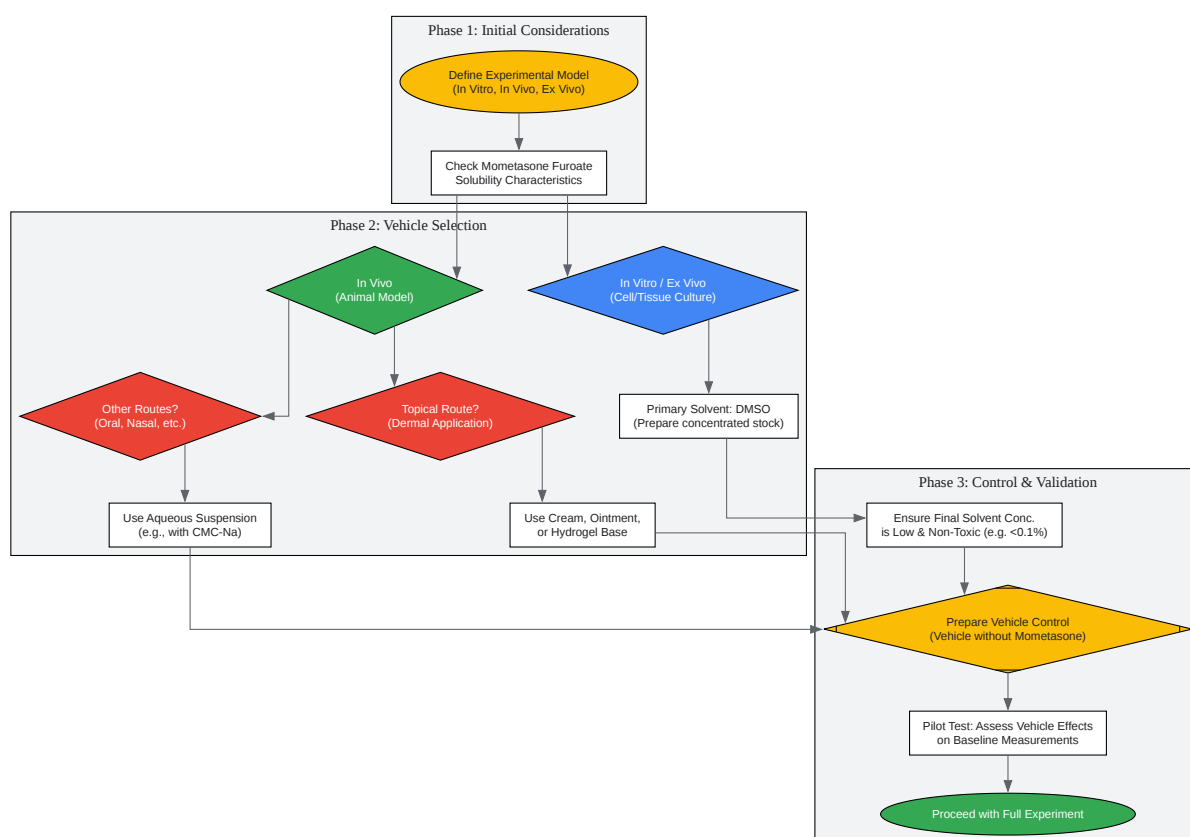 Phase 1: Initial Considerations
Define Experimental Model
(In Vitro, In Vivo, Ex Vivo)
Check Mometasone Furoate
Solubility Characteristics
Phase 2: Vehicle Selection
In Vivo
(Animal Model)
In Vitro / Ex Vivo
(Cell/Tissue Culture)
Other Routes?
(Oral, Nasal, etc.)
Topical Route?
(Dermal Application)
Primary Solvent: DMSO
(Prepare concentrated stock)
Use Aqueous Suspension
(e.g., with CMC-Na)
Use Cream, Ointment,
or Hydrogel Base
Phase 3: Control & Validation
Ensure Final Solvent Conc.
is Low & Non-Toxic (e.g. <0.1%)
Prepare Vehicle Control
(Vehicle without Mometasone)
Pilot Test: Assess Vehicle Effects
on Baseline Measurements
Proceed with Full Experiment